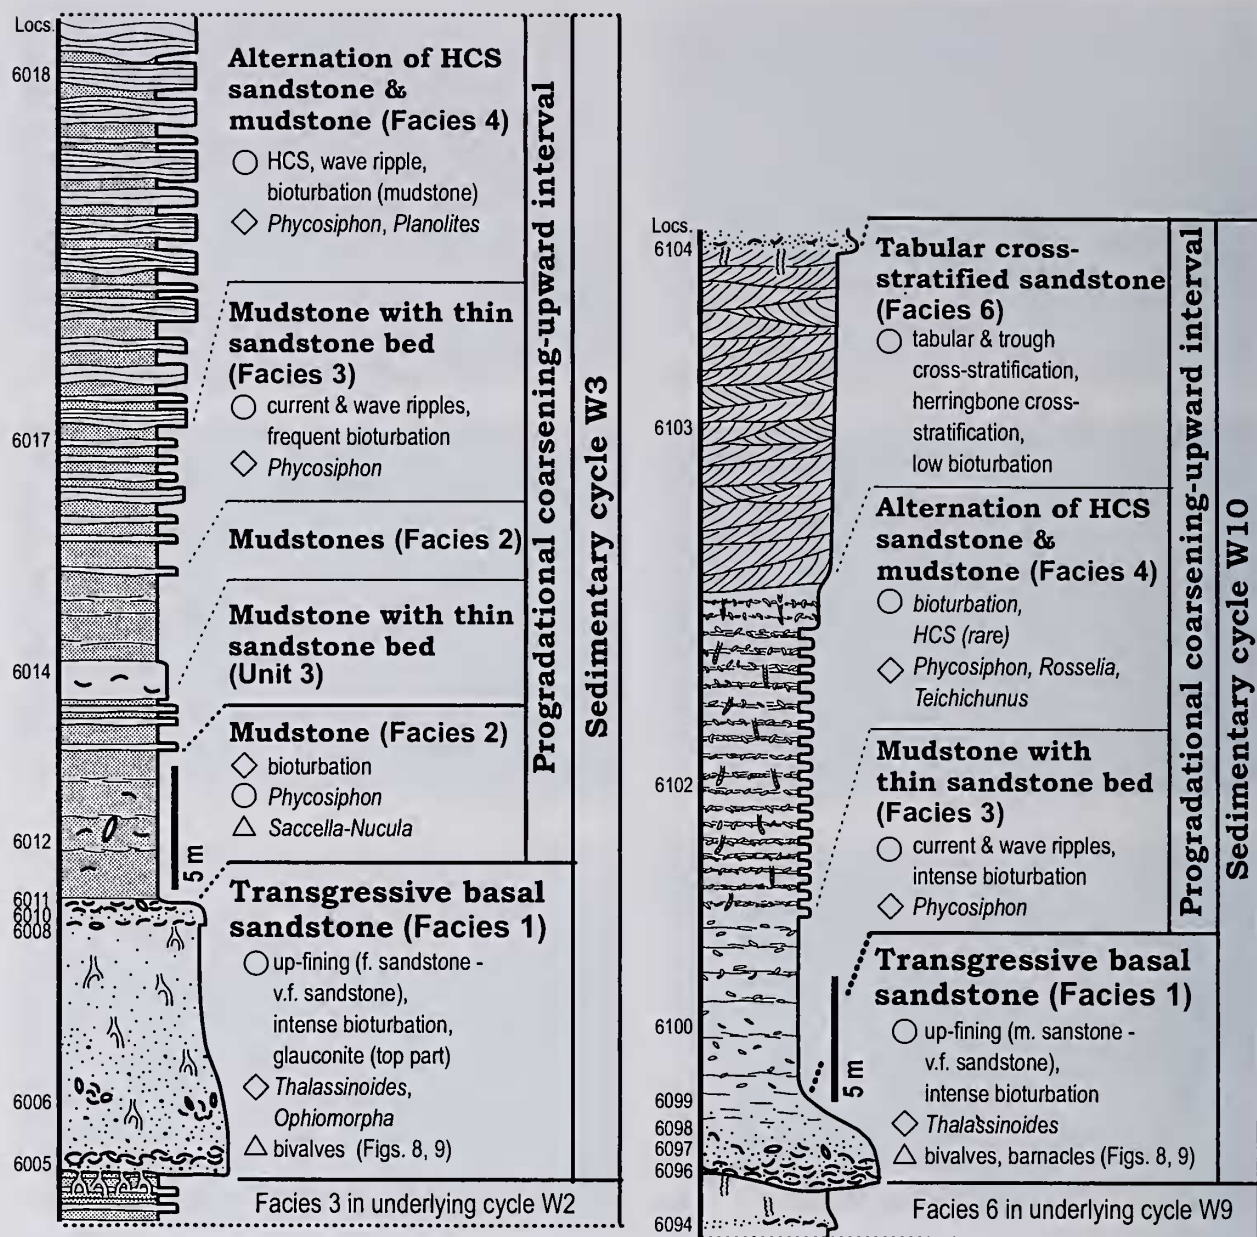 Locs.
6018
6017
6014
6012
6011
6010
6008
6006
6005
5 m
Alternation of HCS
sandstone &
mudstone (Facies 4)
○ HCS, wave ripple,
bioturbation (mudstone)
◇ Phycosiphon, Planolites
Mudstone with thin
sandstone bed
(Facies 3)
○ current & wave ripples,
frequent bioturbation
◇ Phycosiphon
Mudstones (Facies 2)
Mudstone with thin
sandstone bed
(Unit 3)
Mudstone (Facies 2)
◇ bioturbation
○ Phycosiphon
△ Saccella-Nucula
Transgressive basal
sandstone (Facies 1)
○ up-fining (f. sandstone -
v.f. sandstone),
intense bioturbation,
glauconite (top part)
◇ Thalassinoides,
Ophiomorpha
△ bivalves (Figs. 8, 9)
Facies 3 in underlying cycle W2
Progradational coarsening-upward interval
Sedimentary cycle W3
Locs.
6104
6103
6102
6100
6099
6098
6097
6096
6094
5 m
Tabular cross-
stratified sandstone
(Facies 6)
○ tabular & trough
cross-stratification,
herringbone cross-
stratification,
low bioturbation
Alternation of HCS
sandstone &
mudstone (Facies 4)
○ bioturbation,
HCS (rare)
◇ Phycosiphon, Rosselia,
Teichichunus
Mudstone with
thin sandstone bed
(Facies 3)
○ current & wave ripples,
intense bioturbation
◇ Phycosiphon
Transgressive basal
sandstone (Facies 1)
○ up-fining (m. sanstone -
v.f. sandstone),
intense bioturbation
◇ Thalassinoides
△ bivalves, barnacles (Figs. 8, 9)
Facies 6 in underlying cycle W9
Progradational coarsening-upward interval
Sedimentary cycle W10